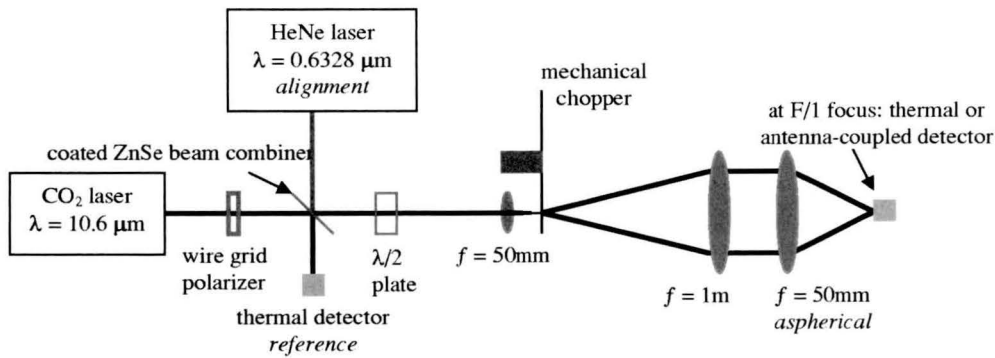 HeNe laser
λ = 0.6328 μm
alignment
mechanical
chopper
at F/1 focus: thermal or
antenna-coupled detector
coated ZnSe beam combiner
CO₂ laser
λ = 10.6 μm
wire grid
polarizer
λ/2
plate
f = 50mm
thermal detector
reference
f = 1m
f = 50mm
aspherical